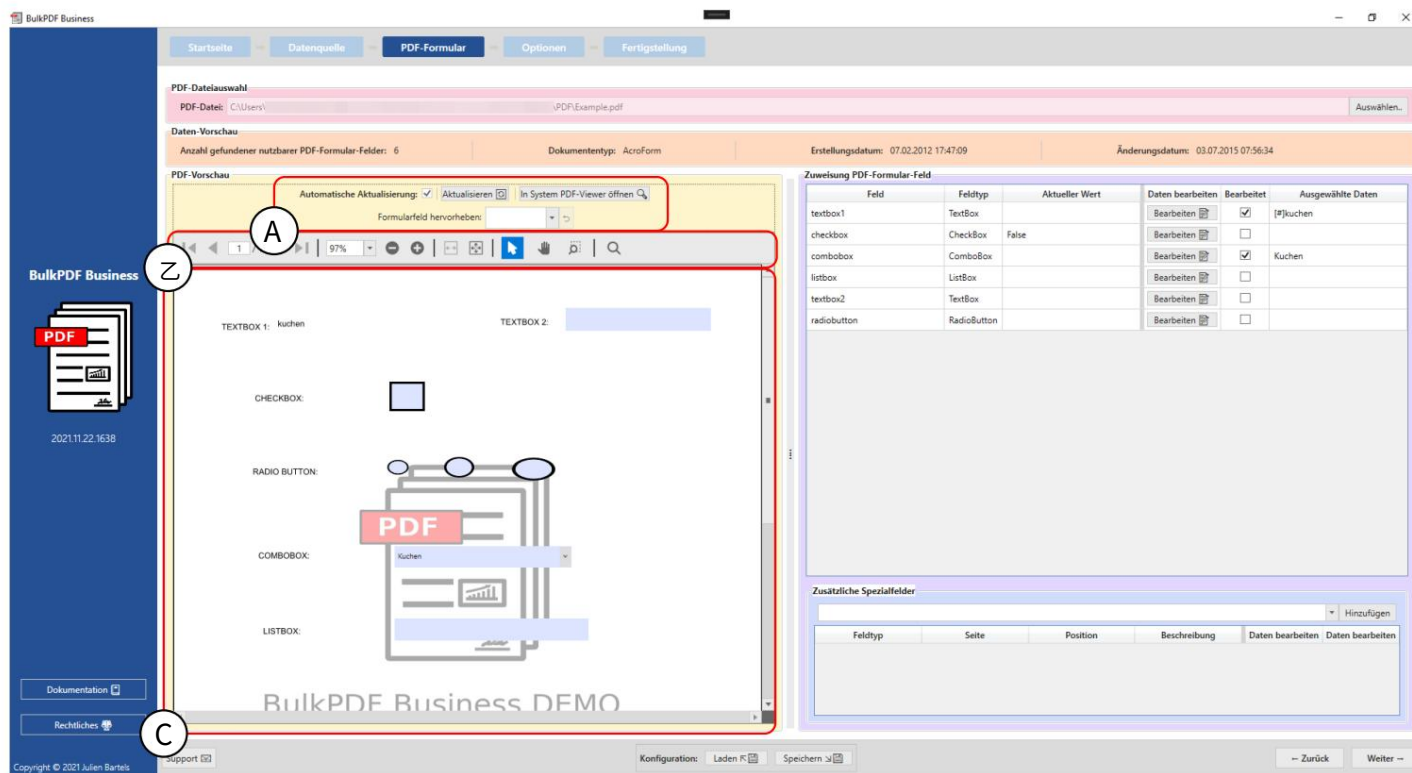 BulkPDF Business
Startseite Datenquelle PDF-Formular Optionen Fertigstellung
PDF-Dateiauswahl
PDF-Datei: C:\Users\ \PDF\Example.pdf Auswählen..
Daten-Vorschau
Anzahl gefundener nutzbarer PDF-Formular-Felder: 6 Dokumententyp: AcroForm Erstellungsdatum: 07.02.2012 17:47:09 Änderungsdatum: 03.07.2015 07:56:34
PDF-Vorschau
Automatische Aktualisierung: Aktualisieren In System PDF-Viewer öffnen
Formularfeld hervorheben:
A
1 97%
乙
TEXTBOX 1: kuchen TEXTBOX 2:
CHECKBOX:
RADIO BUTTON:
PDF
COMBOBOX: Kuchen
LISTBOX:
BulkPDF Business DEMO
C
Zuweisung PDF-Formular-Feld
Feld Feldtyp Aktueller Wert Daten bearbeiten Bearbeitet Ausgewählte Daten
textbox1 TextBox Bearbeiten [#]kuchen
checkbox CheckBox False Bearbeiten
combobox ComboBox Bearbeiten Kuchen
listbox ListBox Bearbeiten
textbox2 TextBox Bearbeiten
radiobutton RadioButton Bearbeiten
Zusätzliche Spezialfelder
Hinzufügen
Feldtyp Seite Position Beschreibung Daten bearbeiten Daten bearbeiten
BulkPDF Business
PDF
2021.11.22.1638
Dokumentation
Rechtliches
Copyright © 2021 Julien Bartels
Support Konfiguration: Laden Speichern ← Zurück Weiter →